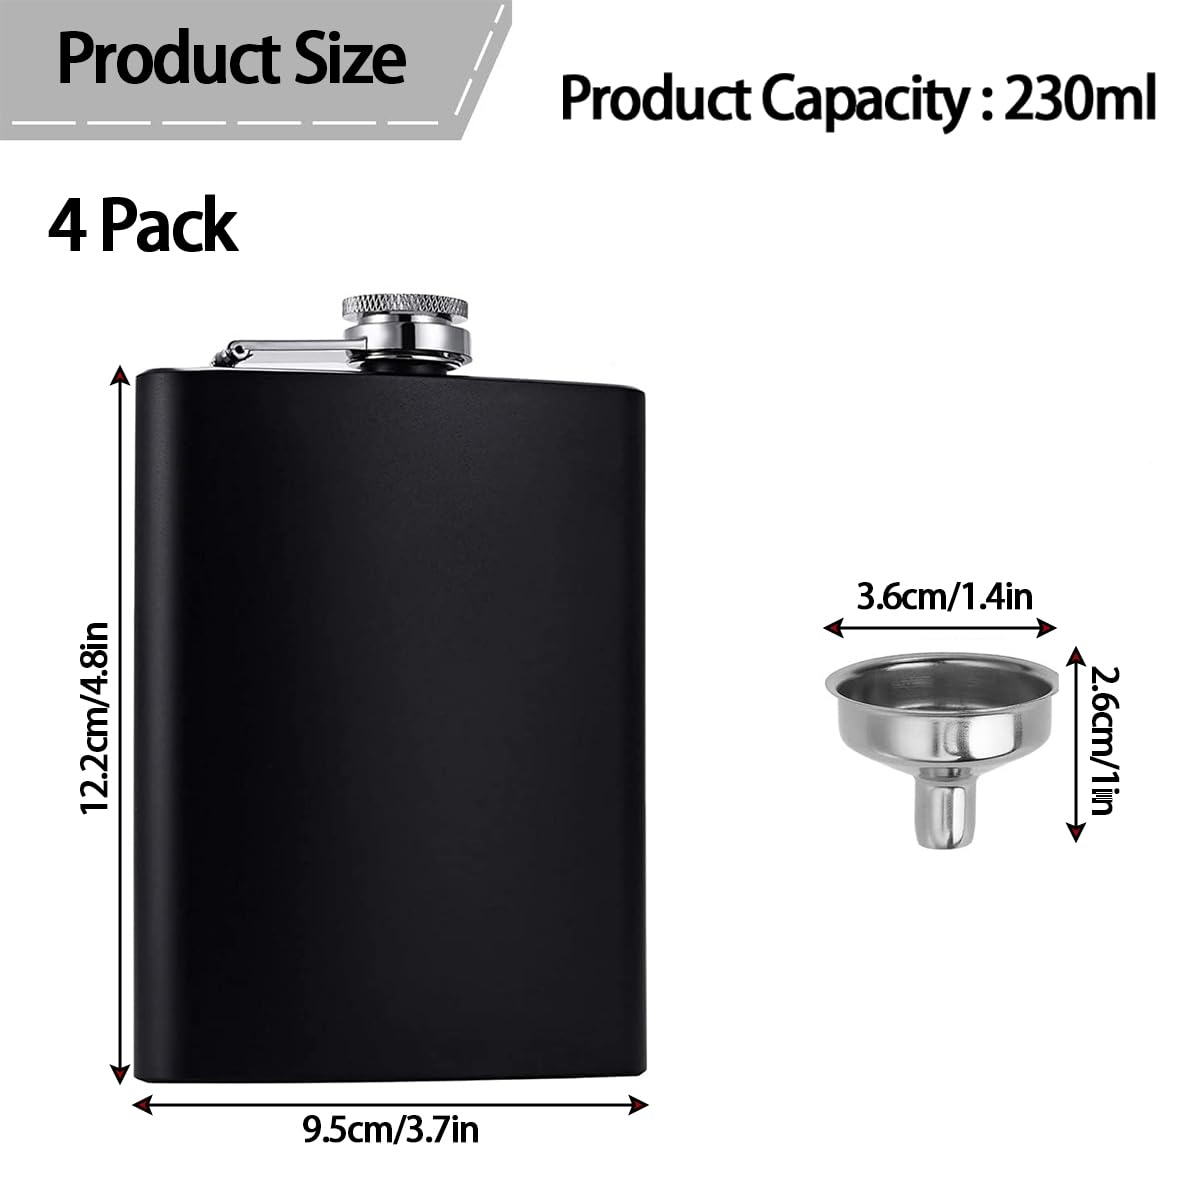 Product Size
Product Capacity : 230ml
4 Pack
12.2cm/4.8in
9.5cm/3.7in
3.6cm/1.4in
2.6cm/1in